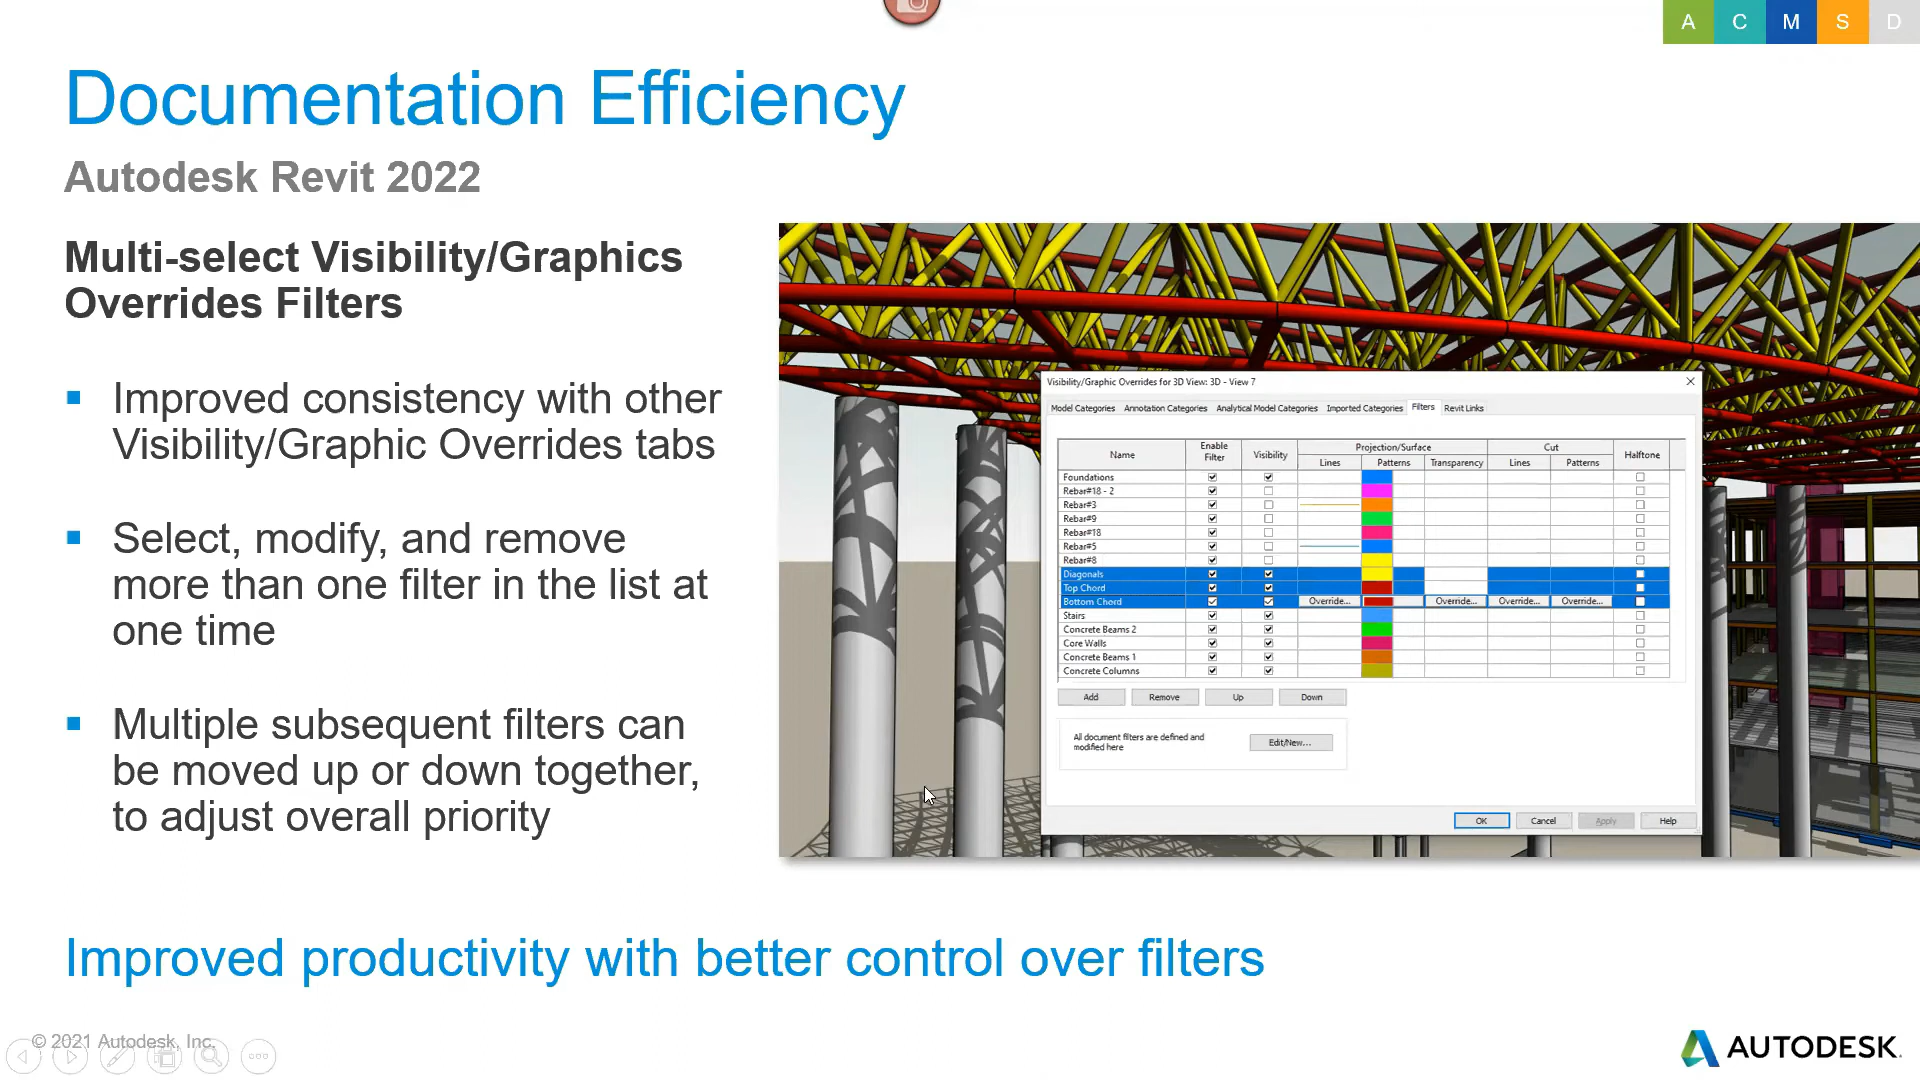 A C M S D
Documentation Efficiency
Autodesk Revit 2022
Multi-select Visibility/Graphics
Overrides Filters
▪ Improved consistency with other
Visibility/Graphic Overrides tabs
▪ Select, modify, and remove
more than one filter in the list at
one time
▪ Multiple subsequent filters can
be moved up or down together,
to adjust overall priority
Visibility/Graphic Overrides for 3D View: 3D - View 7
Model Categories Annotation Categories Analytical Model Categories Imported Categories Filters Revit Links
Name Enable Filter Visibility Projection/Surface Cut Halftone
Lines Patterns Transparency Lines Patterns
Foundations
Rebar#18 - 2
Rebar#3
Rebar#9
Rebar#18
Rebar#5
Rebar#8
Diagonals
Top Chord
Bottom Chord Override... Override... Override... Override...
Stairs
Concrete Beams 2
Core Walls
Concrete Beams 1
Concrete Columns
Add Remove Up Down
All document filters are defined and
modified here
Edit/New...
OK Cancel Apply Help
Improved productivity with better control over filters
© 2021 Autodesk, Inc.
AUTODESK.